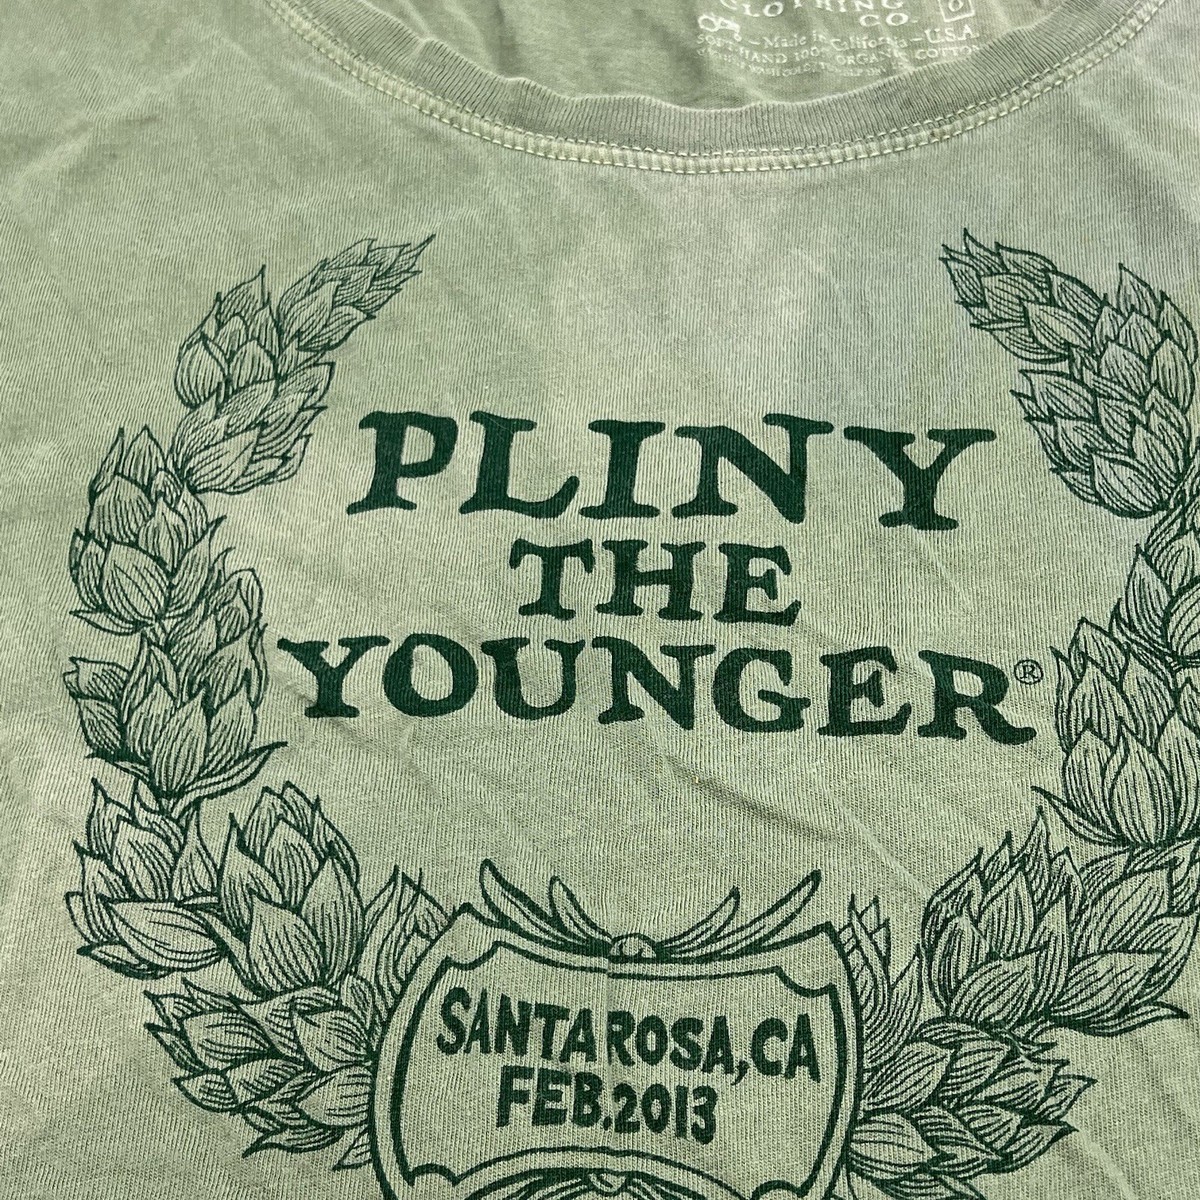 CLOTHING
CO.
Made in California — U.S.A.
100% ORGANIC COTTON
PLINY
THE
YOUNGER®
SANTA ROSA, CA
FEB. 2013